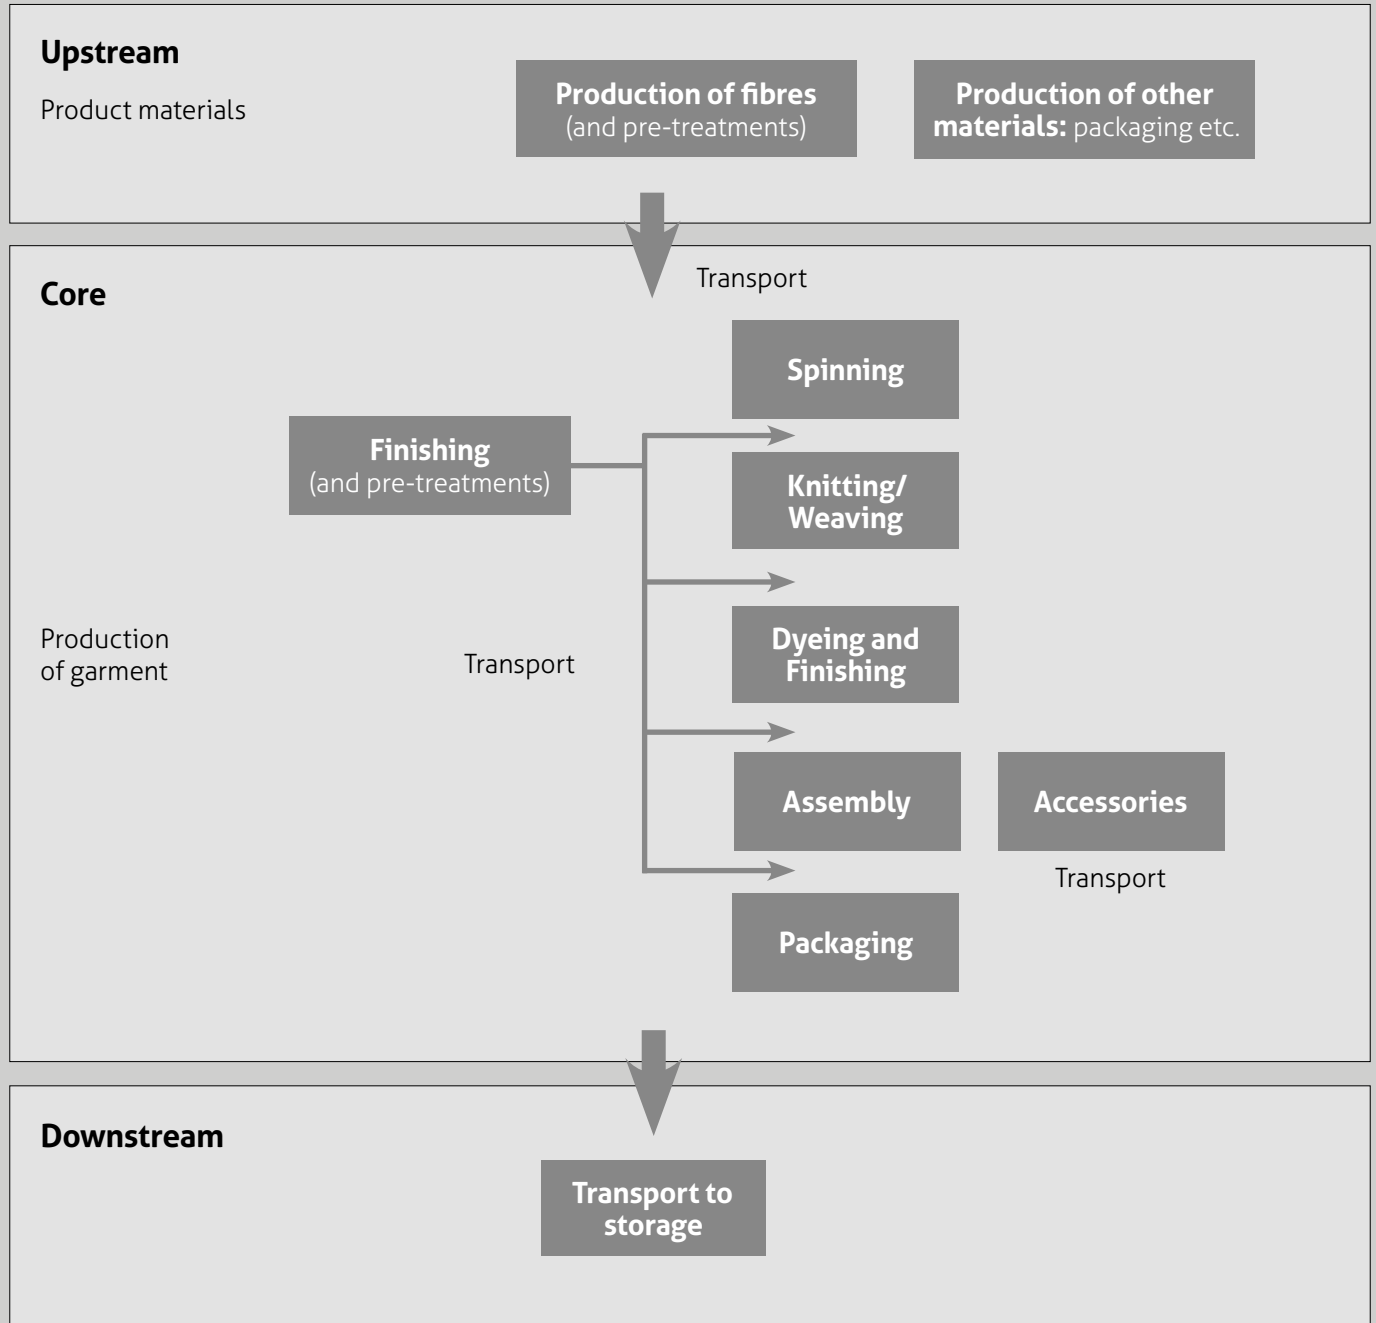 Upstream
Product materials
Production of fibres
(and pre-treatments)
Production of other
materials: packaging etc.
Transport
Core
Spinning
Finishing
(and pre-treatments)
Knitting/
Weaving
Production
of garment
Transport
Dyeing and
Finishing
Assembly
Accessories
Transport
Packaging
Downstream
Transport to
storage